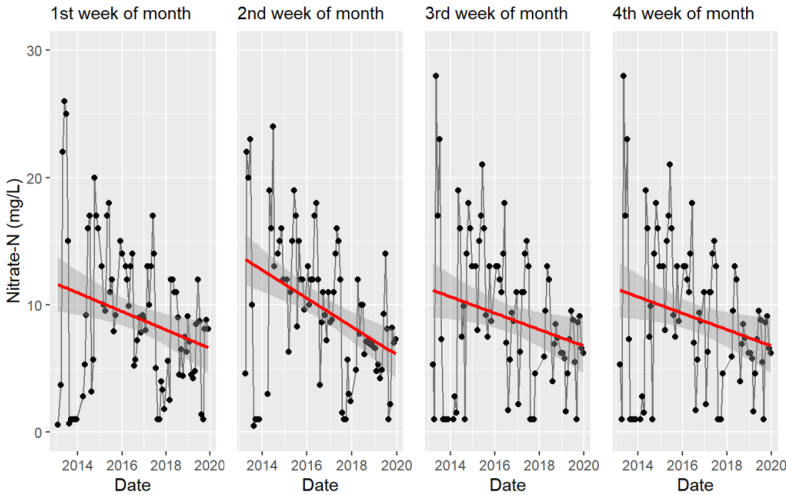 1st week of month
2nd week of month
3rd week of month
4th week of month
Nitrate-N (mg/L)
30
20
10
0
2014 2016 2018 2020
2014 2016 2018 2020
2014 2016 2018 2020
2014 2016 2018 2020
Date
Date
Date
Date